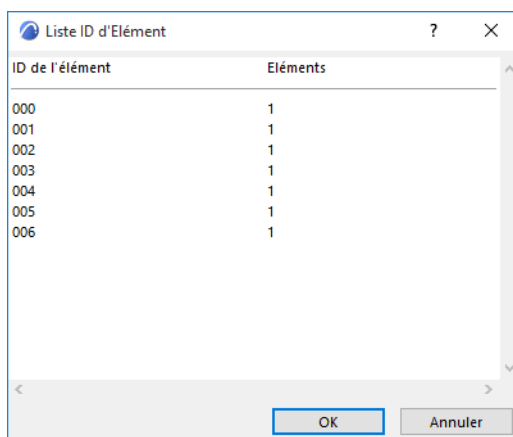 Liste ID d'Elément
ID de l'élément Eléments
000 1
001 1
002 1
003 1
004 1
005 1
006 1
OK Annuler